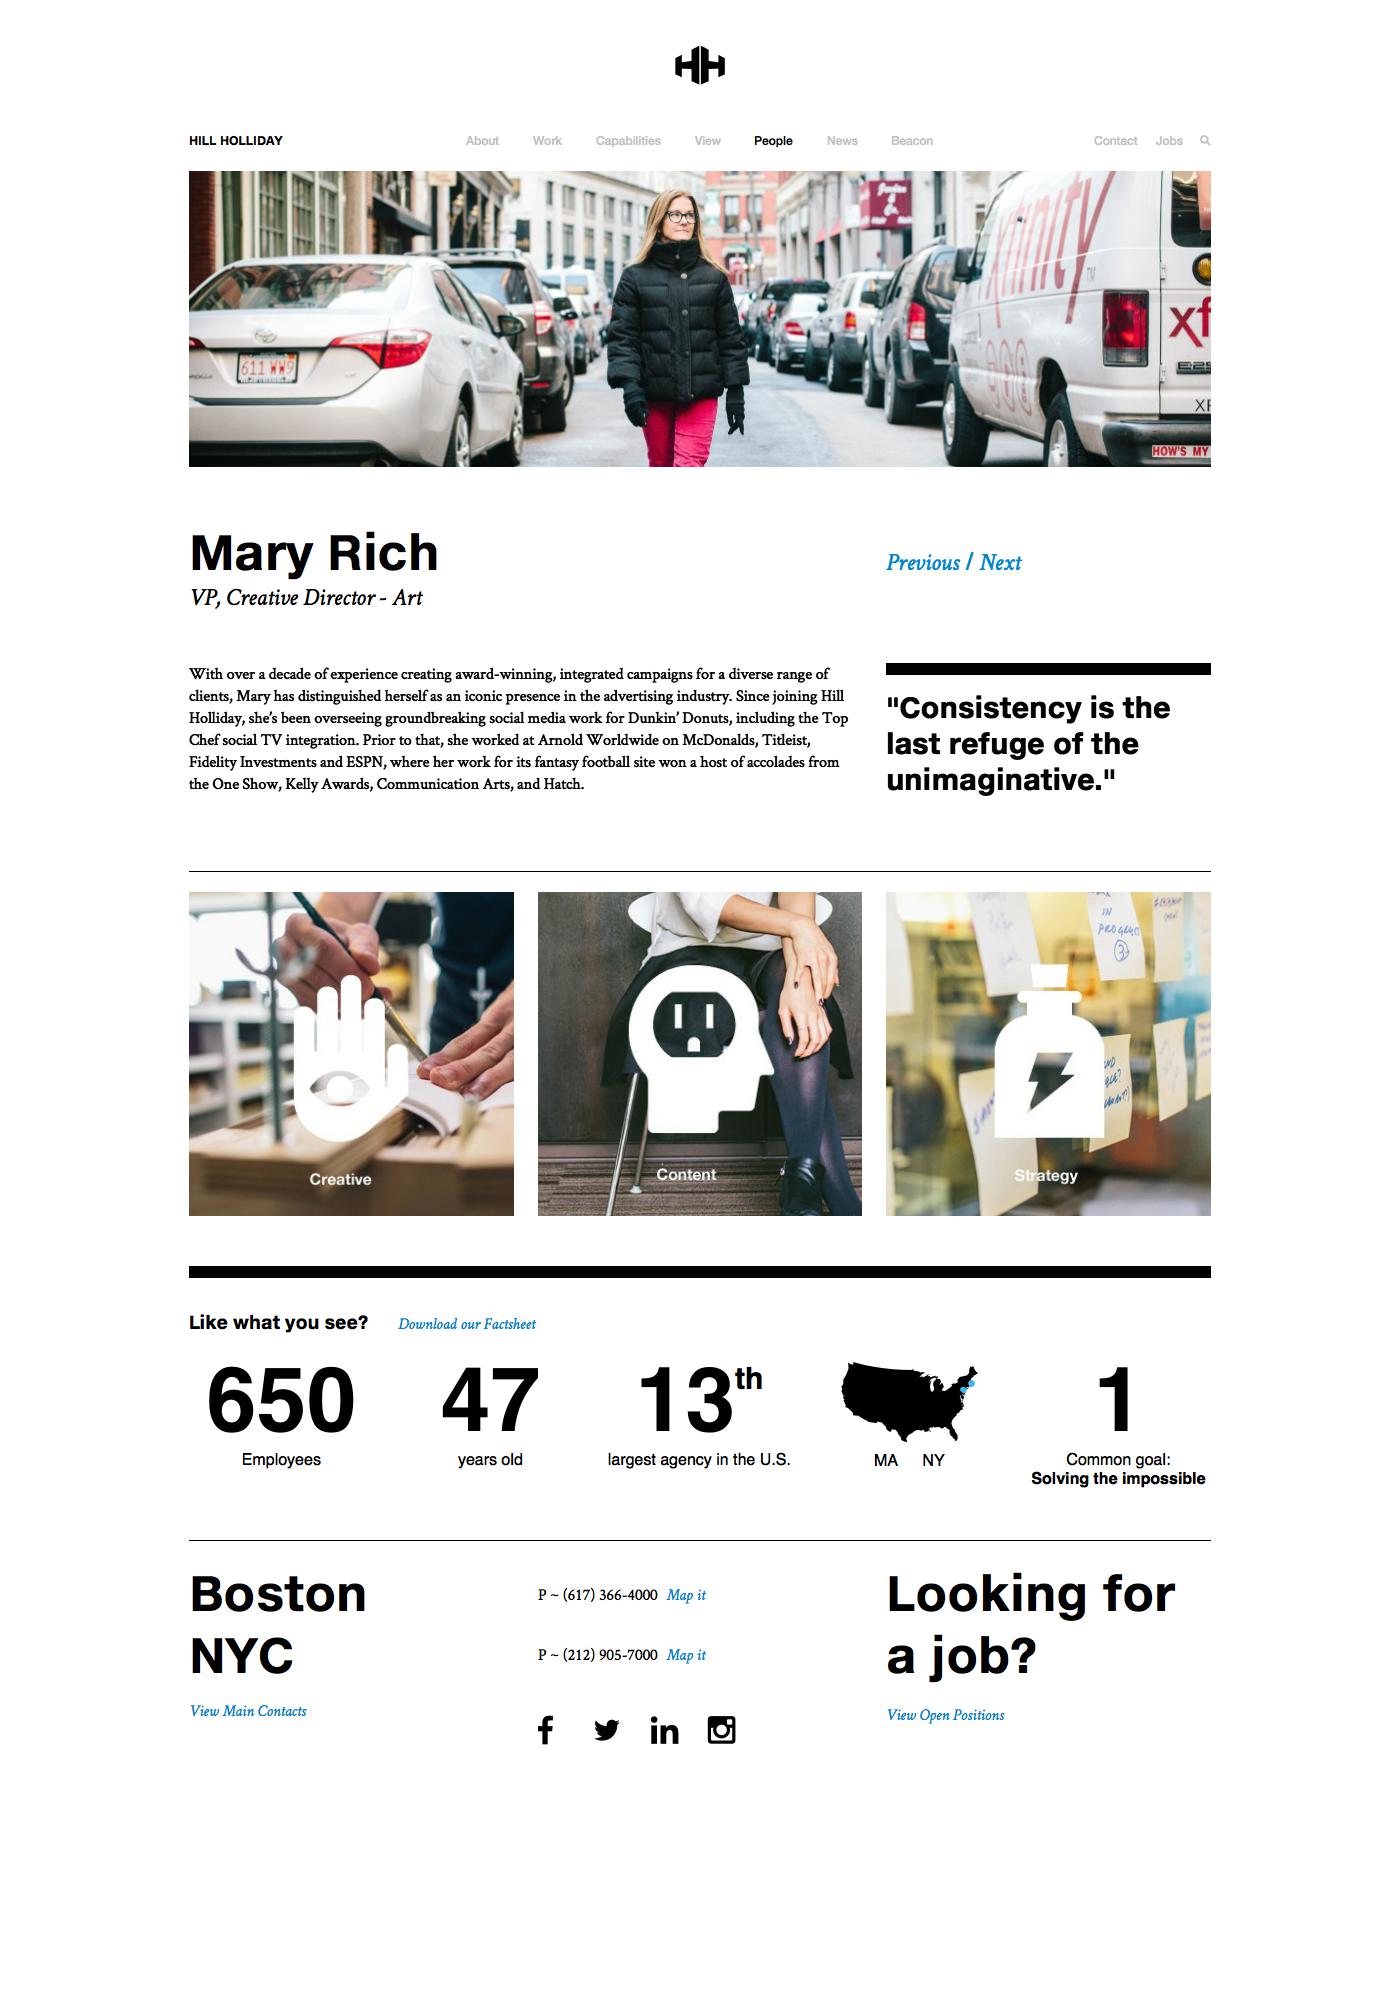 HILL HOLLIDAY About Work Capabilities View People News Beacon Contact Jobs
xfinity TM
611 WW9
xf
XF
HOW'S MY
Mary Rich
Previous / Next
VP, Creative Director - Art
With over a decade of experience creating award-winning, integrated campaigns for a diverse range of
clients, Mary has distinguished herself as an iconic presence in the advertising industry. Since joining Hill
Holliday, she's been overseeing groundbreaking social media work for Dunkin' Donuts, including the Top
Chef social TV integration. Prior to that, she worked at Arnold Worldwide on McDonalds, Titleist,
Fidelity Investments and ESPN, where her work for its fantasy football site won a host of accolades from
the One Show, Kelly Awards, Communication Arts, and Hatch.
"Consistency is the
last refuge of the
unimaginative."
IN
PROGRESS
3
Creative
Content
Strategy
Like what you see? Download our Factsheet
650
Employees
47
years old
13th
largest agency in the U.S.
MA NY
1
Common goal:
Solving the impossible
Boston
NYC
View Main Contacts
P ~ (617) 366-4000 Map it
P ~ (212) 905-7000 Map it
Looking for
a job?
View Open Positions